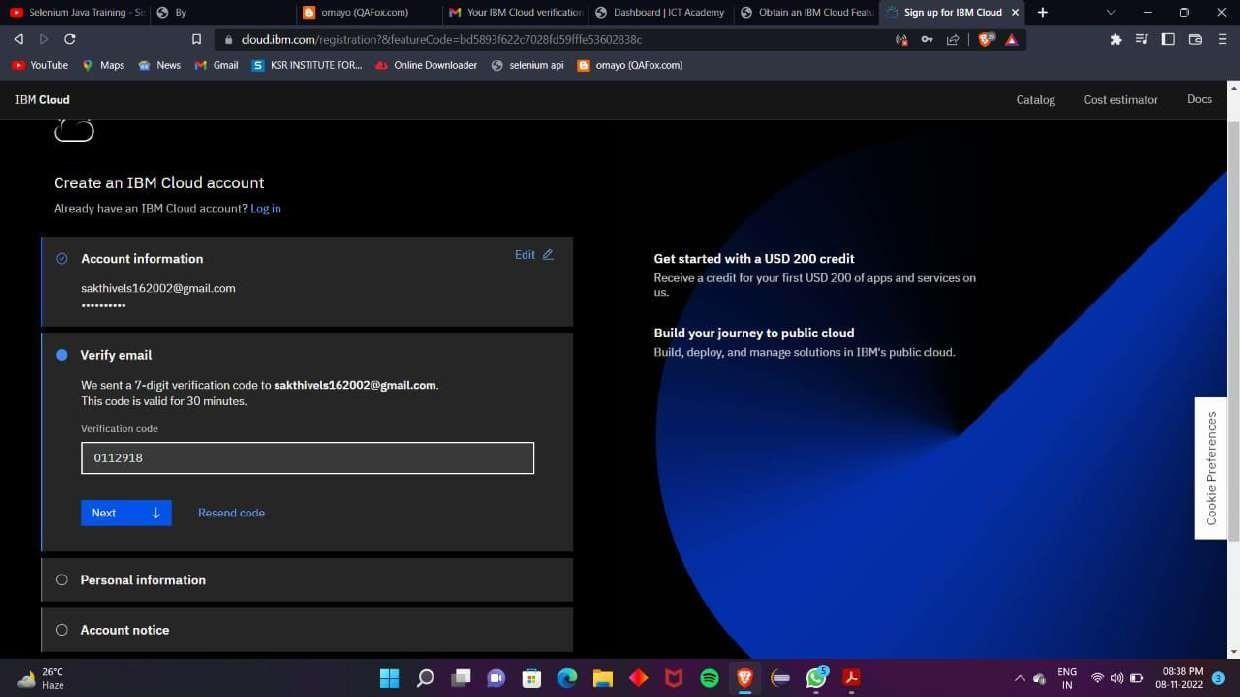 Selenium Java Training - Se
By
omayo (QAFox.com)
Your IBM Cloud verification
Dashboard | ICT Academy
Obtain an IBM Cloud Featu
Sign up for IBM Cloud
cloud.ibm.com/registration?&featureCode=bd5893f622c7028fd59fffe53602838c
YouTube
Maps
News
Gmail
KSR INSTITUTE FOR...
Online Downloader
selenium api
omayo (QAFox.com)
IBM Cloud
Catalog
Cost estimator
Docs
Create an IBM Cloud account
Already have an IBM Cloud account? Log in
Account information
Edit
sakthivels162002@gmail.com
••••••••••
Verify email
We sent a 7-digit verification code to sakthivels162002@gmail.com.
This code is valid for 30 minutes.
Verification code
0112918
Next
Resend code
Personal information
Account notice
Get started with a USD 200 credit
Receive a credit for your first USD 200 of apps and services on
us.
Build your journey to public cloud
Build, deploy, and manage solutions in IBM's public cloud.
Cookie Preferences
26°C
Haze
5
ENG
IN
08:38 PM
08-11-2022
3